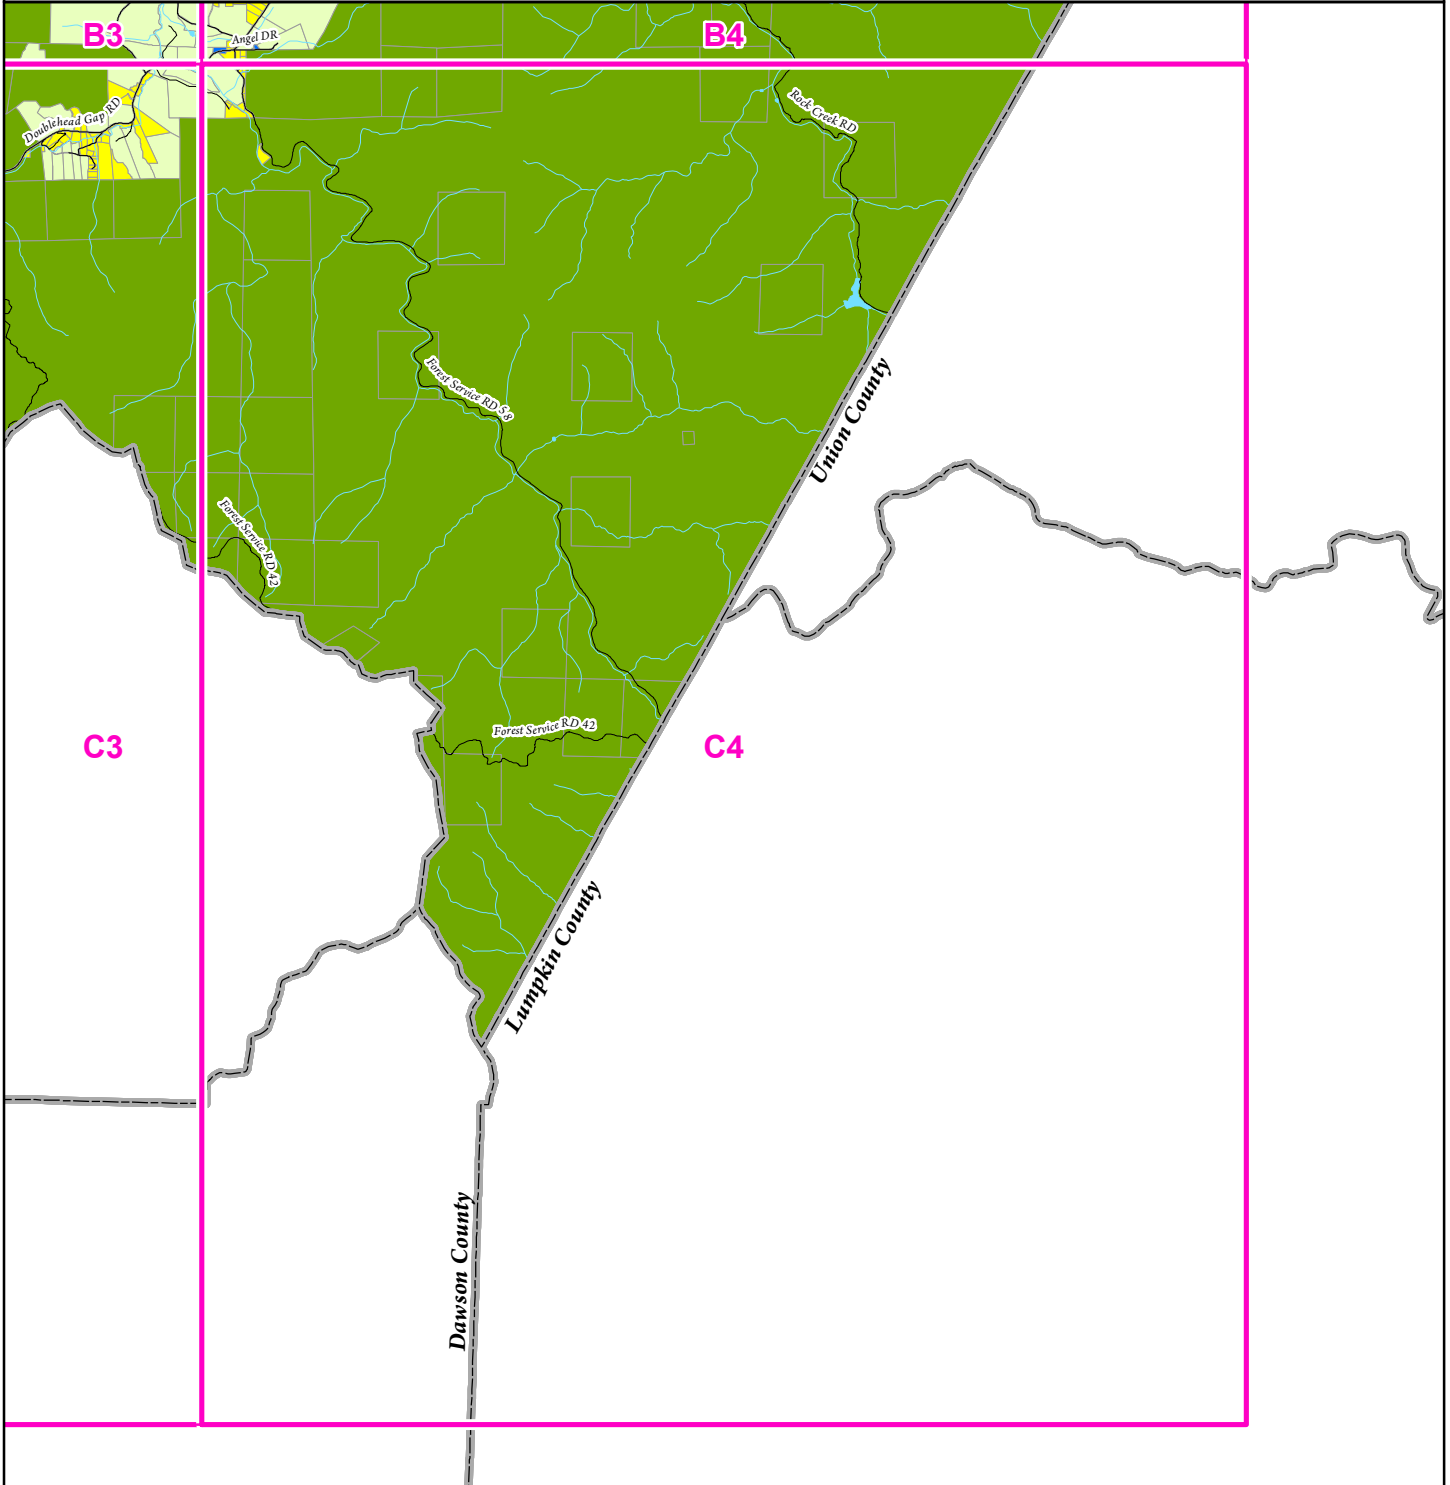 B3
Angel DR
B4
Doublehead Gap RD
Rock Creek RD
Forest Service RD 58
Union County
Forest Service RD 42
Forest Service RD 42
C3
C4
Lumpkin County
Dawson County